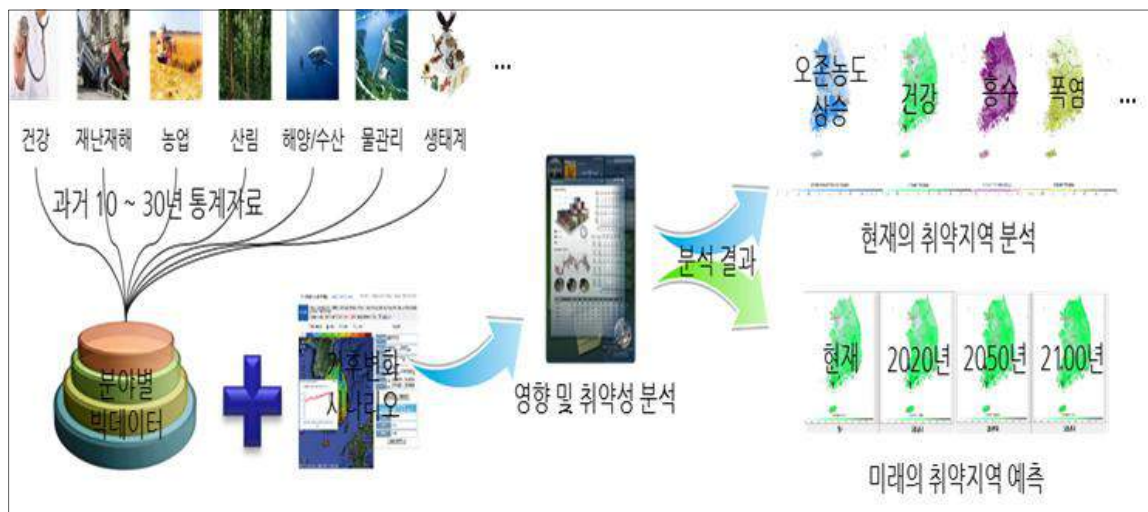 건강 재난재해 농업 산림 해양/수산 물관리 생태계 ...
과거 10 ~ 30년 통계자료
분야별
빅데이터
기후변화
시나리오
영향 및 취약성 분석
분석 결과
오존농도
상승
건강
홍수
폭염
...
현재의 취약지역 분석
현재 2020년 2050년 2100년
미래의 취약지역 예측